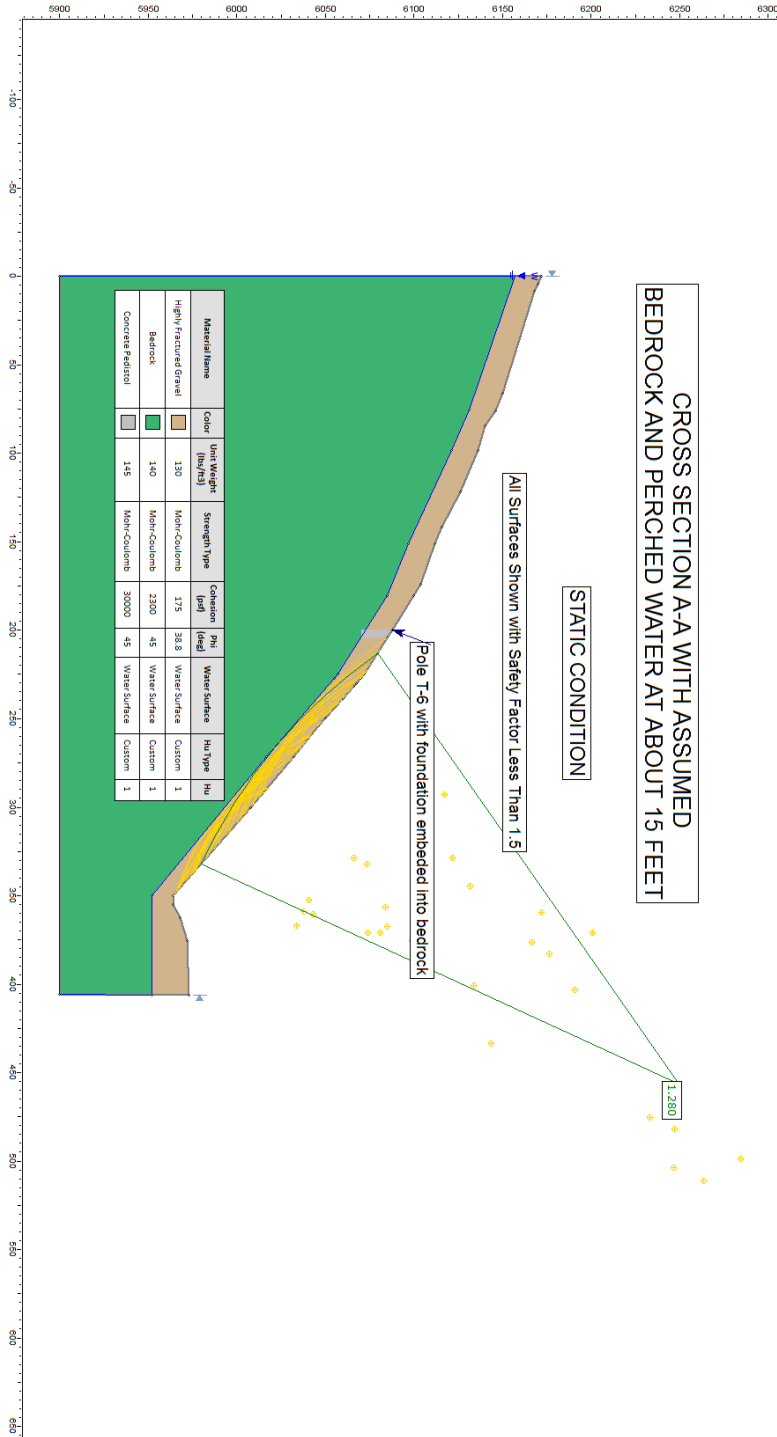 CROSS SECTION A-A WITH ASSUMED
BEDROCK AND PERCHED WATER AT ABOUT 15 FEET
STATIC CONDITION
All Surfaces Shown with Safety Factor Less Than 1.5
Pole T-6 with foundation embeded into bedrock
1.280
W
Material Name Color Unit Weight (lbs/ft3) Strength Type Cohesion (psf) Phi (deg) Water Surface Hu Type Hu
Highly Fractured Gravel 130 Mohr-Coulomb 175 38.8 Water Surface Custom 1
Bedrock 140 Mohr-Coulomb 2300 45 Water Surface Custom 1
Concrete Pedistol 145 Mohr-Coulomb 30000 45 Water Surface Custom 1
5900 5950 6000 6050 6100 6150 6200 6250 6300
-100 -50 0 50 100 150 200 250 300 350 400 450 500 550 600 650